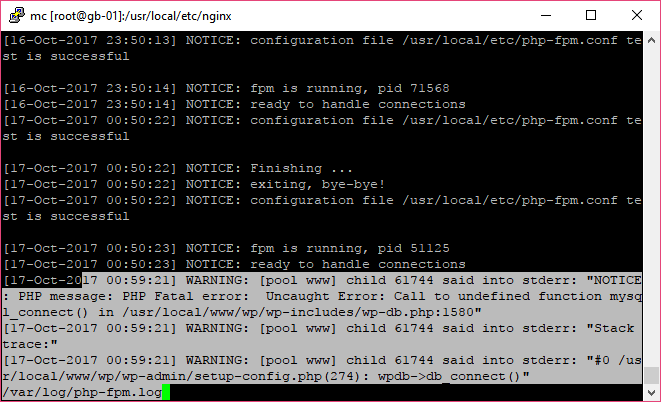 mc [root@gb-01]:/usr/local/etc/nginx
[16-Oct-2017 23:50:13] NOTICE: configuration file /usr/local/etc/php-fpm.conf te
st is successful
[16-Oct-2017 23:50:14] NOTICE: fpm is running, pid 71568
[16-Oct-2017 23:50:14] NOTICE: ready to handle connections
[17-Oct-2017 00:50:22] NOTICE: configuration file /usr/local/etc/php-fpm.conf te
st is successful
[17-Oct-2017 00:50:22] NOTICE: Finishing ...
[17-Oct-2017 00:50:22] NOTICE: exiting, bye-bye!
[17-Oct-2017 00:50:22] NOTICE: configuration file /usr/local/etc/php-fpm.conf te
st is successful
[17-Oct-2017 00:50:23] NOTICE: fpm is running, pid 51125
[17-Oct-2017 00:50:23] NOTICE: ready to handle connections
[17-Oct-2017 00:59:21] WARNING: [pool www] child 61744 said into stderr: "NOTICE
: PHP message: PHP Fatal error:  Uncaught Error: Call to undefined function mysq
l_connect() in /usr/local/www/wp/wp-includes/wp-db.php:1580"
[17-Oct-2017 00:59:21] WARNING: [pool www] child 61744 said into stderr: "Stack
trace:"
[17-Oct-2017 00:59:21] WARNING: [pool www] child 61744 said into stderr: "#0 /us
r/local/www/wp/wp-admin/setup-config.php(274): wpdb->db_connect()"
/var/log/php-fpm.log